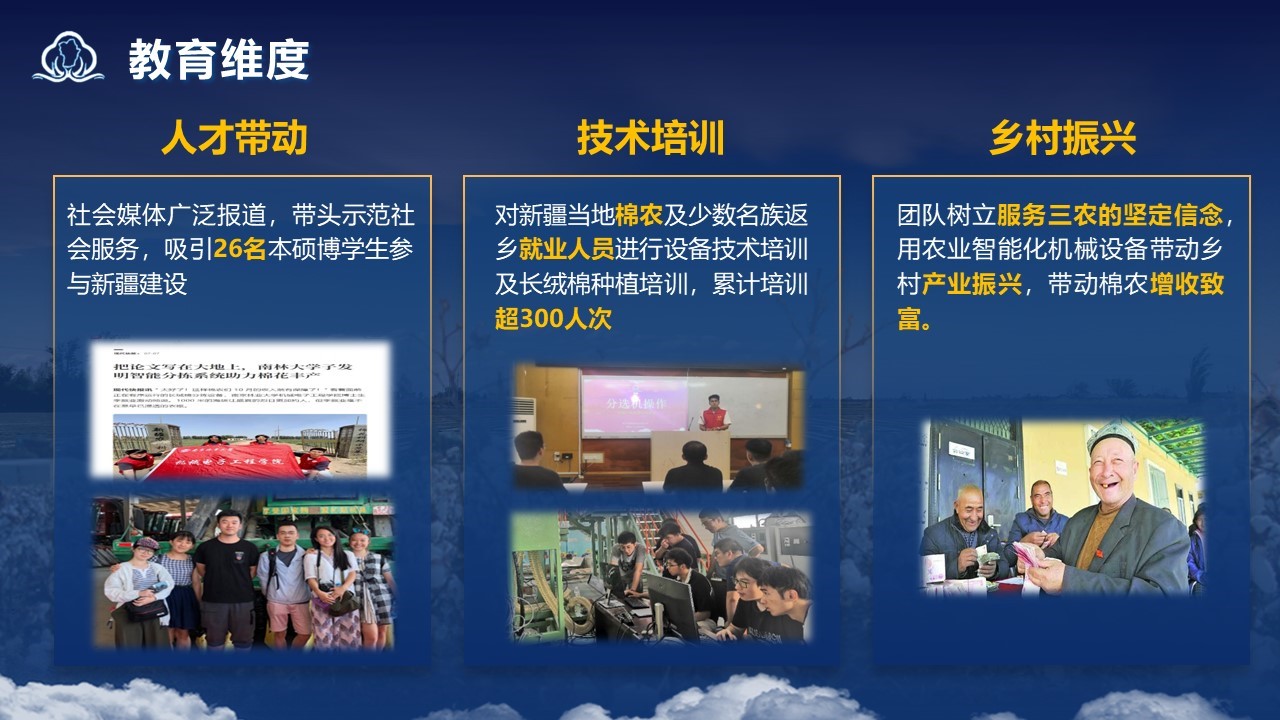 教育维度
人才带动
社会媒体广泛报道，带头示范社
会服务，吸引26名本硕博学生参
与新疆建设
把论文写在大地上，南林大学子发
明智能分拣系统助力棉花丰产
机械电子工程学院
技术培训
对新疆当地棉农及少数名族返
乡就业人员进行设备技术培训
及长绒棉种植培训，累计培训
超300人次
分选机操作
乡村振兴
团队树立服务三农的坚定信念，
用农业智能化机械设备带动乡
村产业振兴，带动棉农增收致
富。